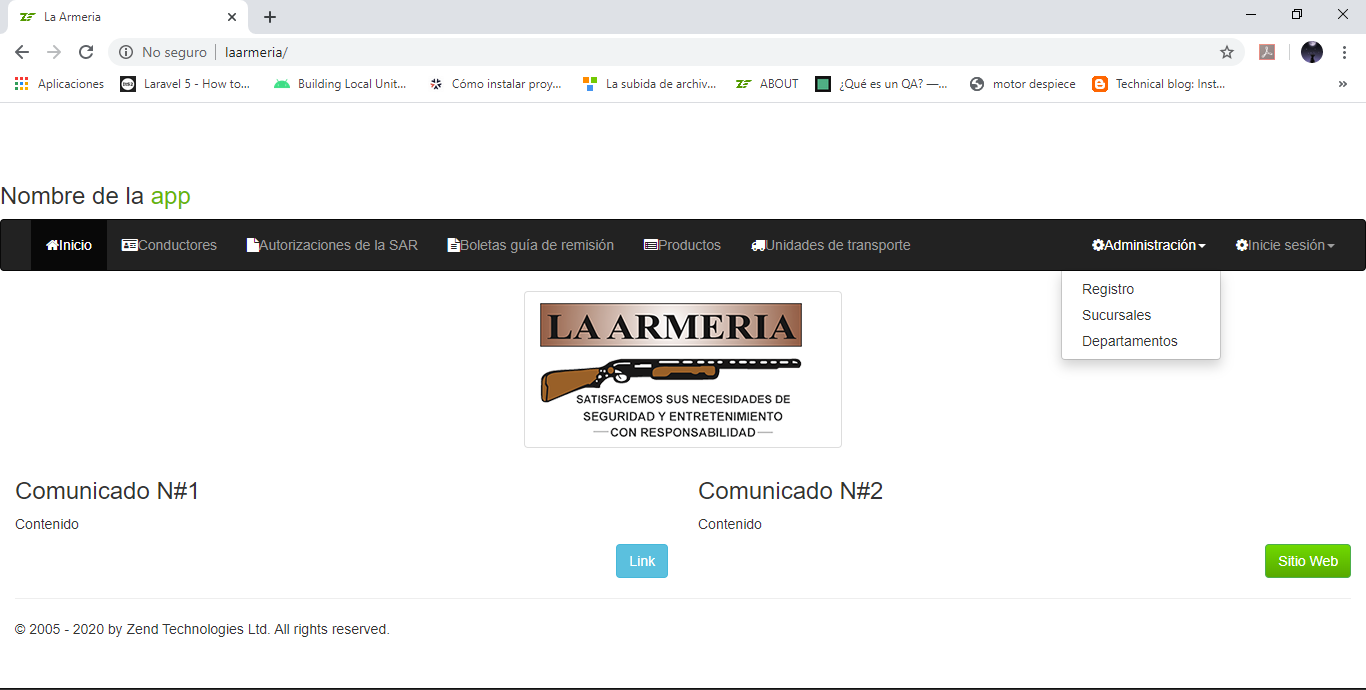 La Armeria
No seguro | laarmeria/
Aplicaciones Laravel 5 - How to... Building Local Unit... Cómo instalar proy... La subida de archiv... ABOUT ¿Qué es un QA? —... motor despiece Technical blog: Inst... »
Nombre de la app
Inicio Conductores Autorizaciones de la SAR Boletas guía de remisión Productos Unidades de transporte Administración Inicie sesión
Registro
Sucursales
Departamentos
LA ARMERIA
SATISFACEMOS SUS NECESIDADES DE
SEGURIDAD Y ENTRETENIMIENTO
CON RESPONSABILIDAD
Comunicado N#1
Contenido
Link
Comunicado N#2
Contenido
Sitio Web
© 2005 - 2020 by Zend Technologies Ltd. All rights reserved.